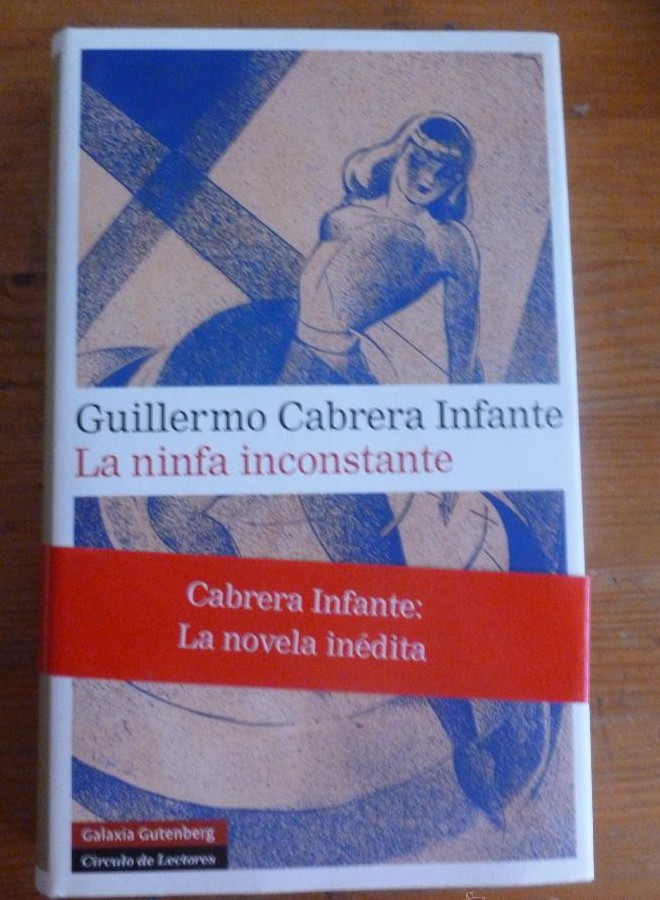 Guillermo Cabrera Infante
La ninfa inconstante
Cabrera Infante:
La novela inédita
Galaxia Gutenberg
Círculo de Lectores